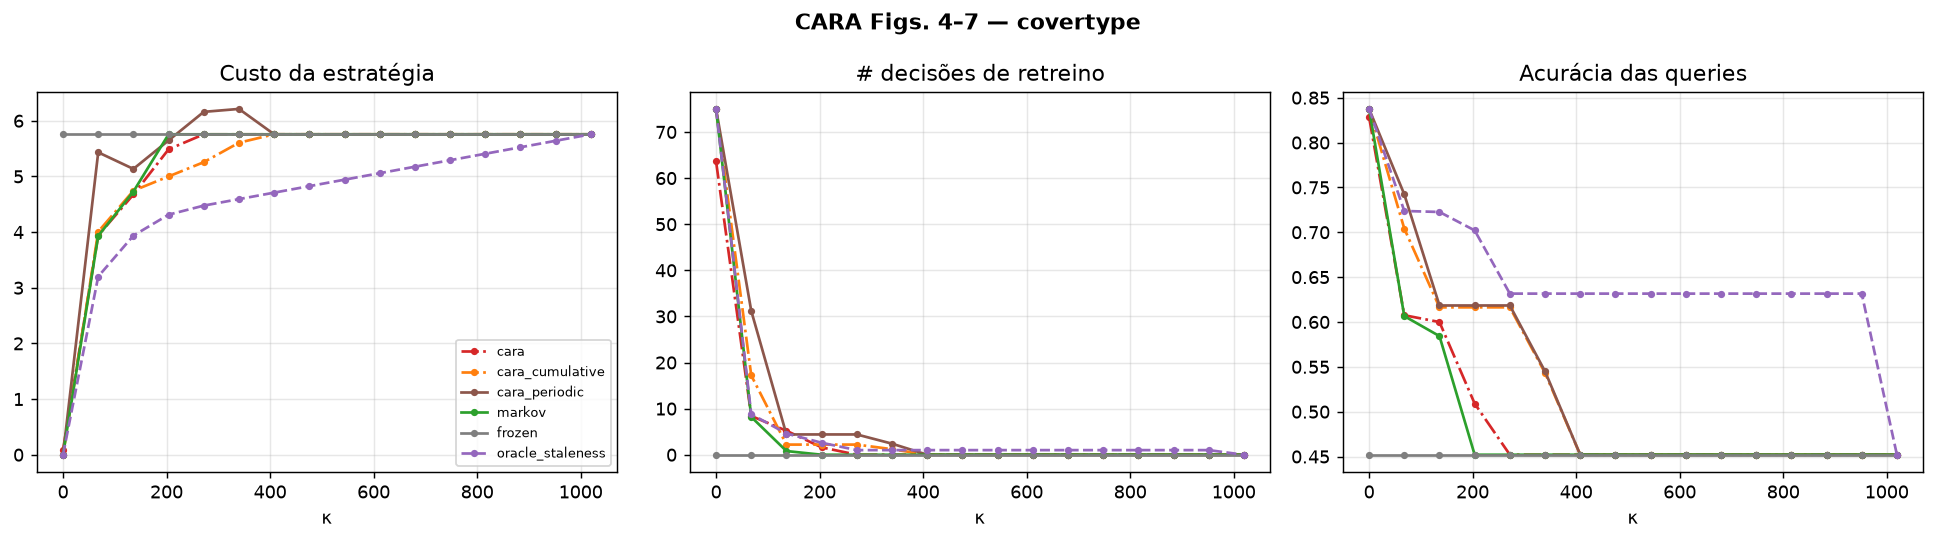 CARA Figs. 4–7 — covertype
Custo da estratégia
6
5
4
3
2
1
0
0 200 400 600 800 1000
κ
cara
cara_cumulative
cara_periodic
markov
frozen
oracle_staleness
# decisões de retreino
70
60
50
40
30
20
10
0
0 200 400 600 800 1000
κ
Acurácia das queries
0.85
0.80
0.75
0.70
0.65
0.60
0.55
0.50
0.45
0 200 400 600 800 1000
κ